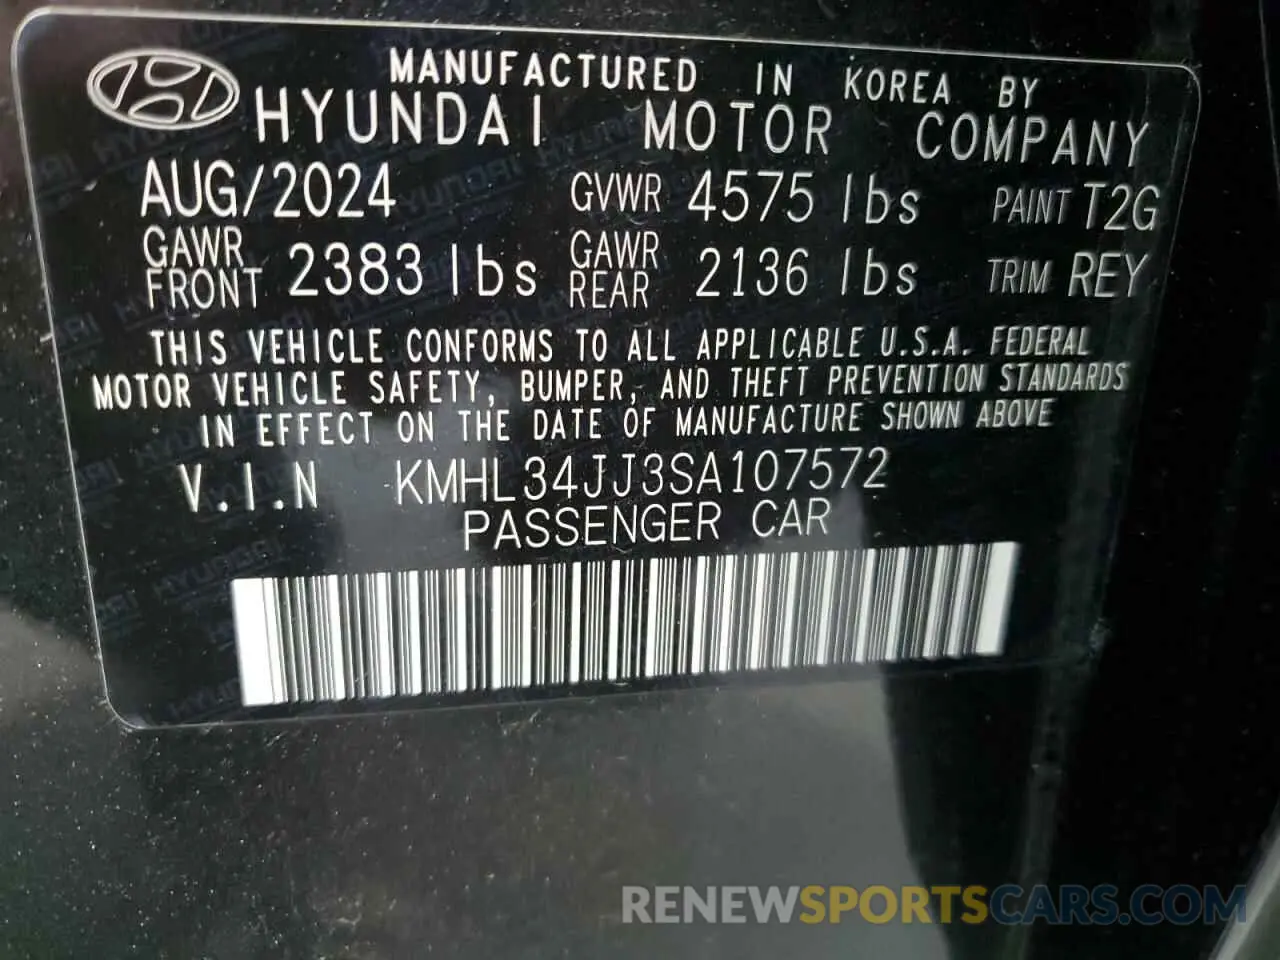 MANUFACTURED IN KOREA BY
HYUNDAI MOTOR COMPANY
AUG/2024 GVWR 4575 lbs PAINT T2G
GAWR FRONT 2383 lbs GAWR REAR 2136 lbs TRIM REY
THIS VEHICLE CONFORMS TO ALL APPLICABLE U.S.A. FEDERAL
MOTOR VEHICLE SAFETY, BUMPER, AND THEFT PREVENTION STANDARDS
IN EFFECT ON THE DATE OF MANUFACTURE SHOWN ABOVE
V.I.N KMHL34JJ3SA107572
PASSENGER CAR
RENEWSPORTSCARS.COM